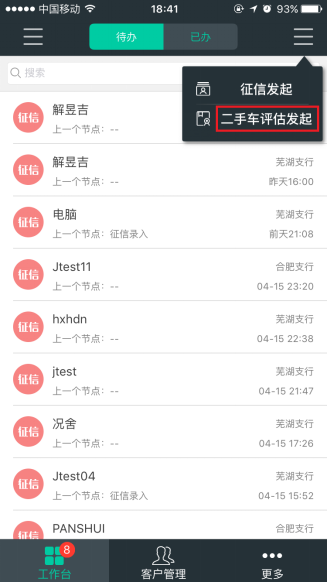 中国移动 18:41 93%
待办 已办
搜索
征信发起
二手车评估发起
征信 解昱吉
上一个节点：--
征信 解昱吉 芜湖支行
上一个节点：-- 昨天16:00
征信 电脑 芜湖支行
上一个节点：征信录入 前天21:08
征信 Jtest11 合肥支行
上一个节点：-- 04-15 23:20
征信 hxhdn 芜湖支行
上一个节点：-- 04-15 22:38
征信 jtest 芜湖支行
上一个节点：-- 04-15 21:47
征信 况舍 芜湖支行
上一个节点：-- 04-15 17:26
征信 Jtest04 芜湖支行
上一个节点：征信录入 04-15 15:52
PANSHUI 合肥支行
8
工作台 客户管理 更多